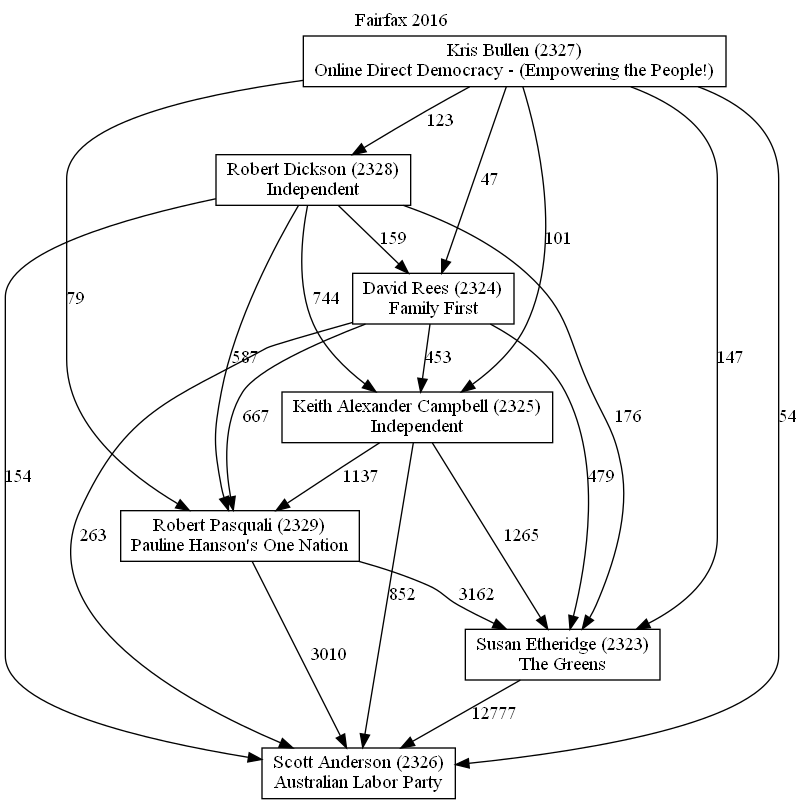 Fairfax 2016
Kris Bullen (2327)
Online Direct Democracy - (Empowering the People!)
123
Robert Dickson (2328)
Independent
47
159
101
David Rees (2324)
Family First
79
744
587
453
147
54
Keith Alexander Campbell (2325)
Independent
667
176
154
1137
479
Robert Pasquali (2329)
Pauline Hanson's One Nation
263
1265
852
3162
Susan Etheridge (2323)
The Greens
3010
12777
Scott Anderson (2326)
Australian Labor Party